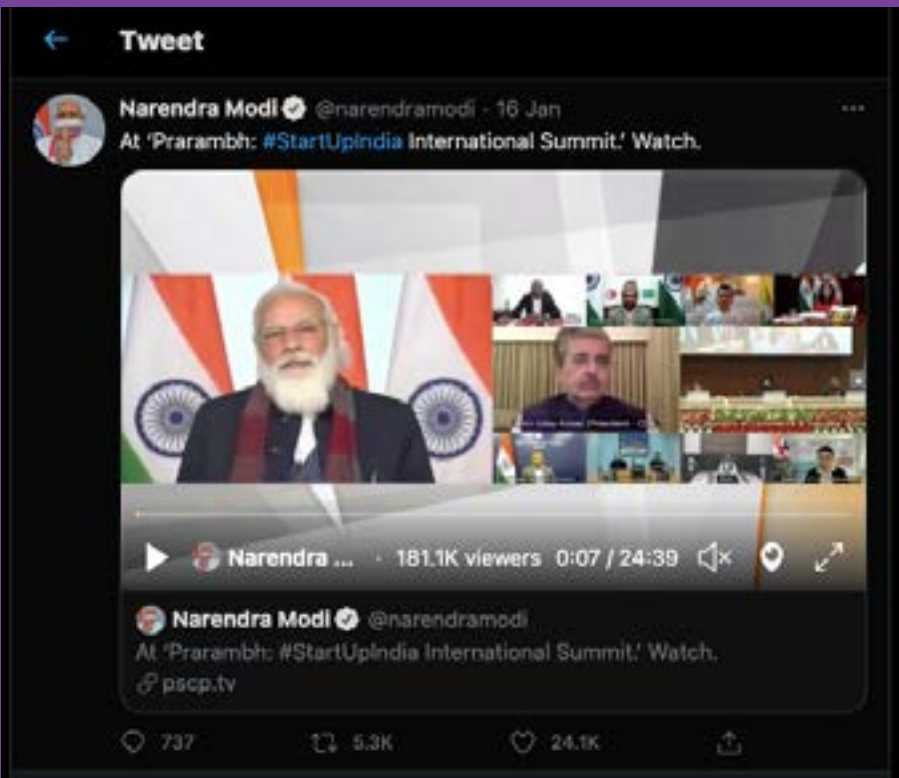 Tweet
Narendra Modi @narendramodi · 16 Jan
At 'Prarambh: #StartUpIndia International Summit.' Watch.
Narendra ... · 181.1K viewers 0:07 / 24:39
Narendra Modi @narendramodi
At 'Prarambh: #StartUpIndia International Summit.' Watch.
pscp.tv
737 5.3K 24.1K